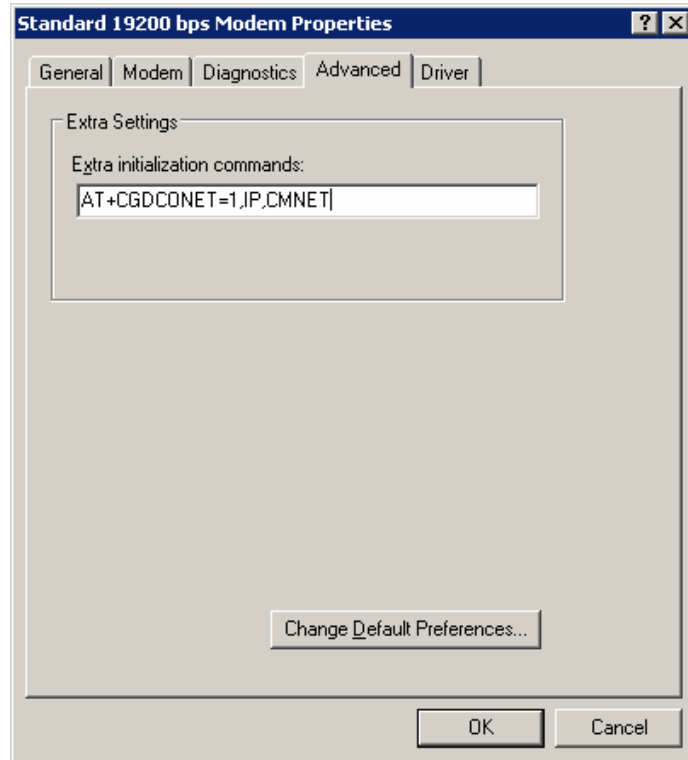 Standard 19200 bps Modem Properties
General Modem Diagnostics Advanced Driver
Extra Settings
Extra initialization commands:
AT+CGDCONET=1,IP,CMNET
Change Default Preferences...
OK Cancel